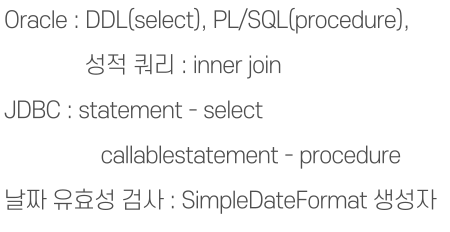 Oracle : DDL(select), PL/SQL(procedure),
성적 쿼리 : inner join
JDBC : statement - select
callablestatement - procedure
날짜 유효성 검사 : SimpleDateFormat 생성자